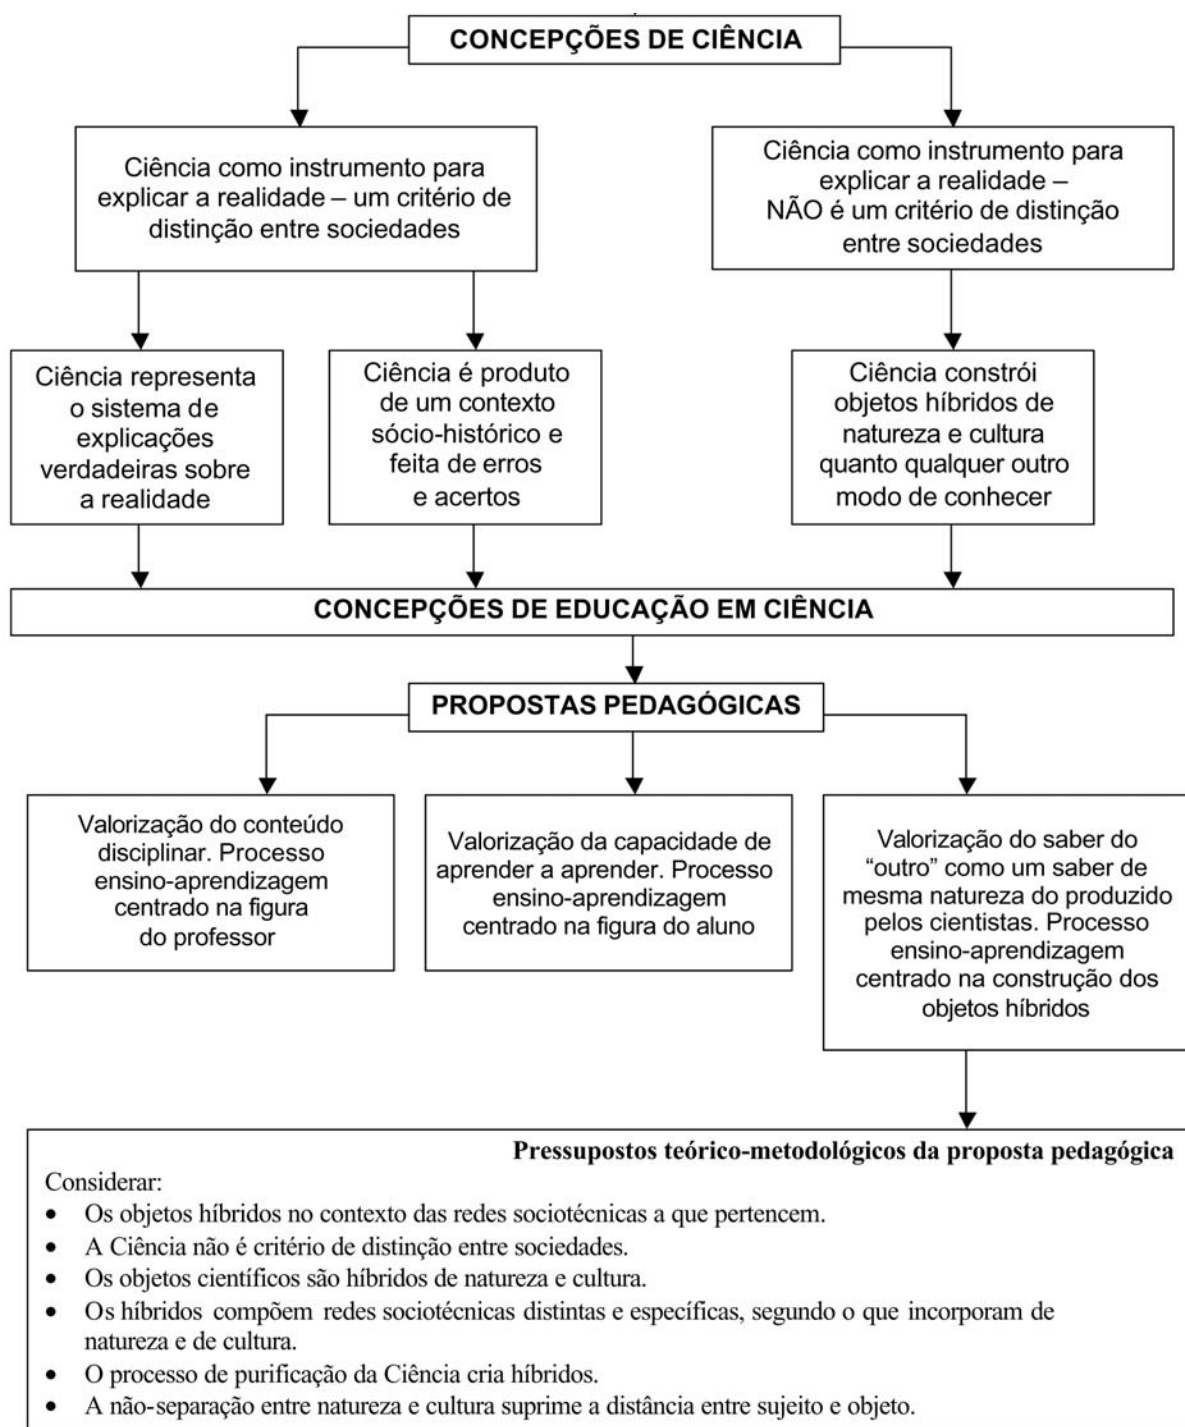 CONCEPÇÕES DE CIÊNCIA
Ciência como instrumento para
explicar a realidade – um critério de
distinção entre sociedades
Ciência como instrumento para
explicar a realidade –
NÃO é um critério de distinção
entre sociedades
Ciência representa
o sistema de
explicações
verdadeiras sobre
a realidade
Ciência é produto
de um contexto
sócio-histórico e
feita de erros
e acertos
Ciência constrói
objetos híbridos de
natureza e cultura
quanto qualquer outro
modo de conhecer
CONCEPÇÕES DE EDUCAÇÃO EM CIÊNCIA
PROPOSTAS PEDAGÓGICAS
Valorização do conteúdo
disciplinar. Processo
ensino-aprendizagem
centrado na figura
do professor
Valorização da capacidade de
aprender a aprender. Processo
ensino-aprendizagem
centrado na figura do aluno
Valorização do saber do
“outro” como um saber de
mesma natureza do produzido
pelos cientistas. Processo
ensino-aprendizagem
centrado na construção dos
objetos híbridos
Pressupostos teórico-metodológicos da proposta pedagógica
Considerar:
• Os objetos híbridos no contexto das redes sociotécnicas a que pertencem.
• A Ciência não é critério de distinção entre sociedades.
• Os objetos científicos são híbridos de natureza e cultura.
• Os híbridos compõem redes sociotécnicas distintas e específicas, segundo o que incorporam de
natureza e de cultura.
• O processo de purificação da Ciência cria híbridos.
• A não-separação entre natureza e cultura suprime a distância entre sujeito e objeto.